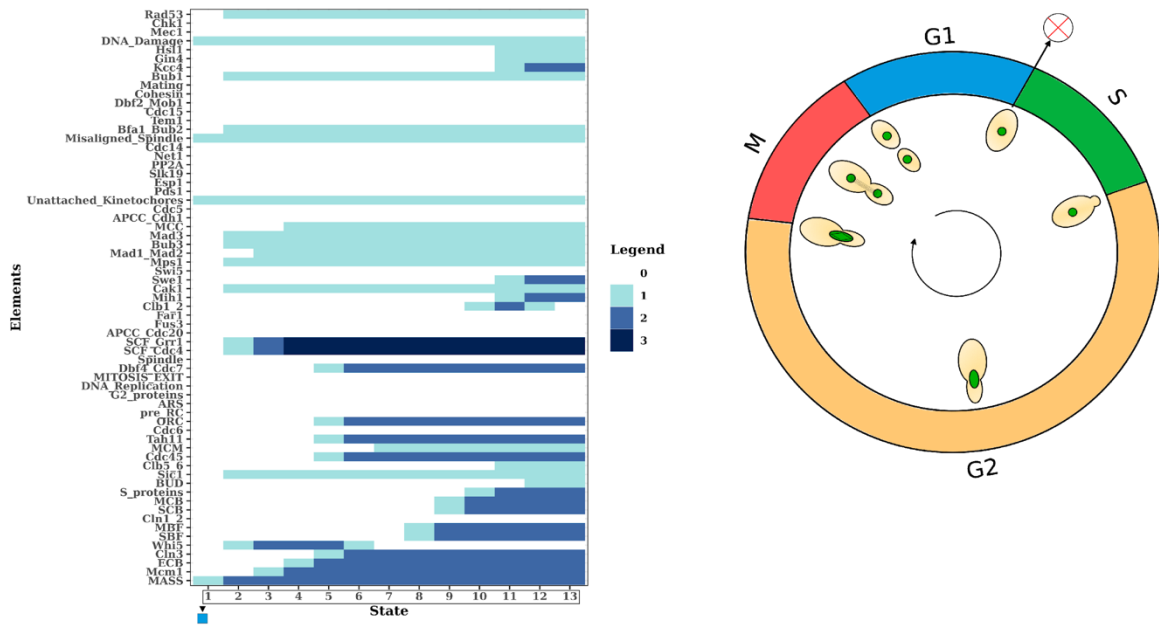 Rad53
Chk1
Mec1
DNA_Damage
Hsl1
Gin4
Kcc4
Bub1
Mating
Cohesin
Dbf2_Mob1
Cdc15
Tem1
Bfa1_Bub2
Misaligned_Spindle
Cdc14
Net1
PP2A
Slk19
Esp1
Pds1
Unattached_Kinetochores
Cdc5
APCC_Cdh1
MCC
Mad3
Bub3
Mad1_Mad2
Mps1
Swi5
Swe1
Cak1
Mih1
Clb1_2
Far1
Fus3
APCC_Cdc20
SCF_Grr1
SCF_Cdc4
Spindle
Dbf4_Cdc7
MITOSIS_EXIT
DNA_Replication
G2_proteins
ARS
pre_RC
ORC
Cdc6
Tah11
MCM
Cdc45
Clb5_6
Sic1
BUD
S_proteins
MCB
SCB
Cln1_2
MBF
SBF
Whi5
Cln3
ECB
Mcm1
MASS
Elements
1 2 3 4 5 6 7 8 9 10 11 12 13
State
Legend
0
1
2
3
G1
S
M
G2